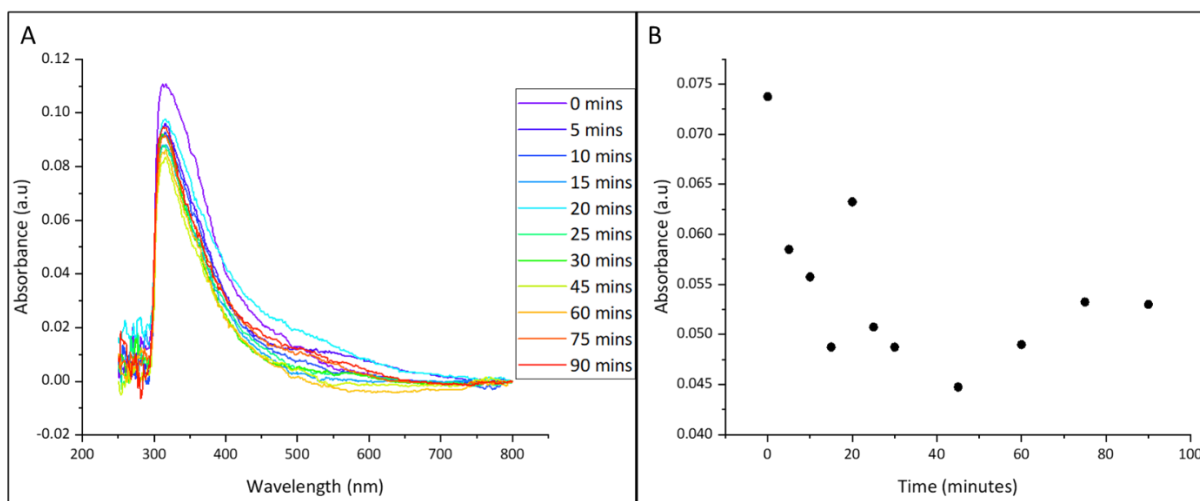 A
0.12
0.10
0.08
0.06
0.04
0.02
0.00
-0.02
Absorbance (a.u)
200
300
400
500
600
700
800
Wavelength (nm)
0 mins
5 mins
10 mins
15 mins
20 mins
25 mins
30 mins
45 mins
60 mins
75 mins
90 mins
B
0.075
0.070
0.065
0.060
0.055
0.050
0.045
0.040
Absorbance (a.u)
0
20
40
60
80
100
Time (minutes)